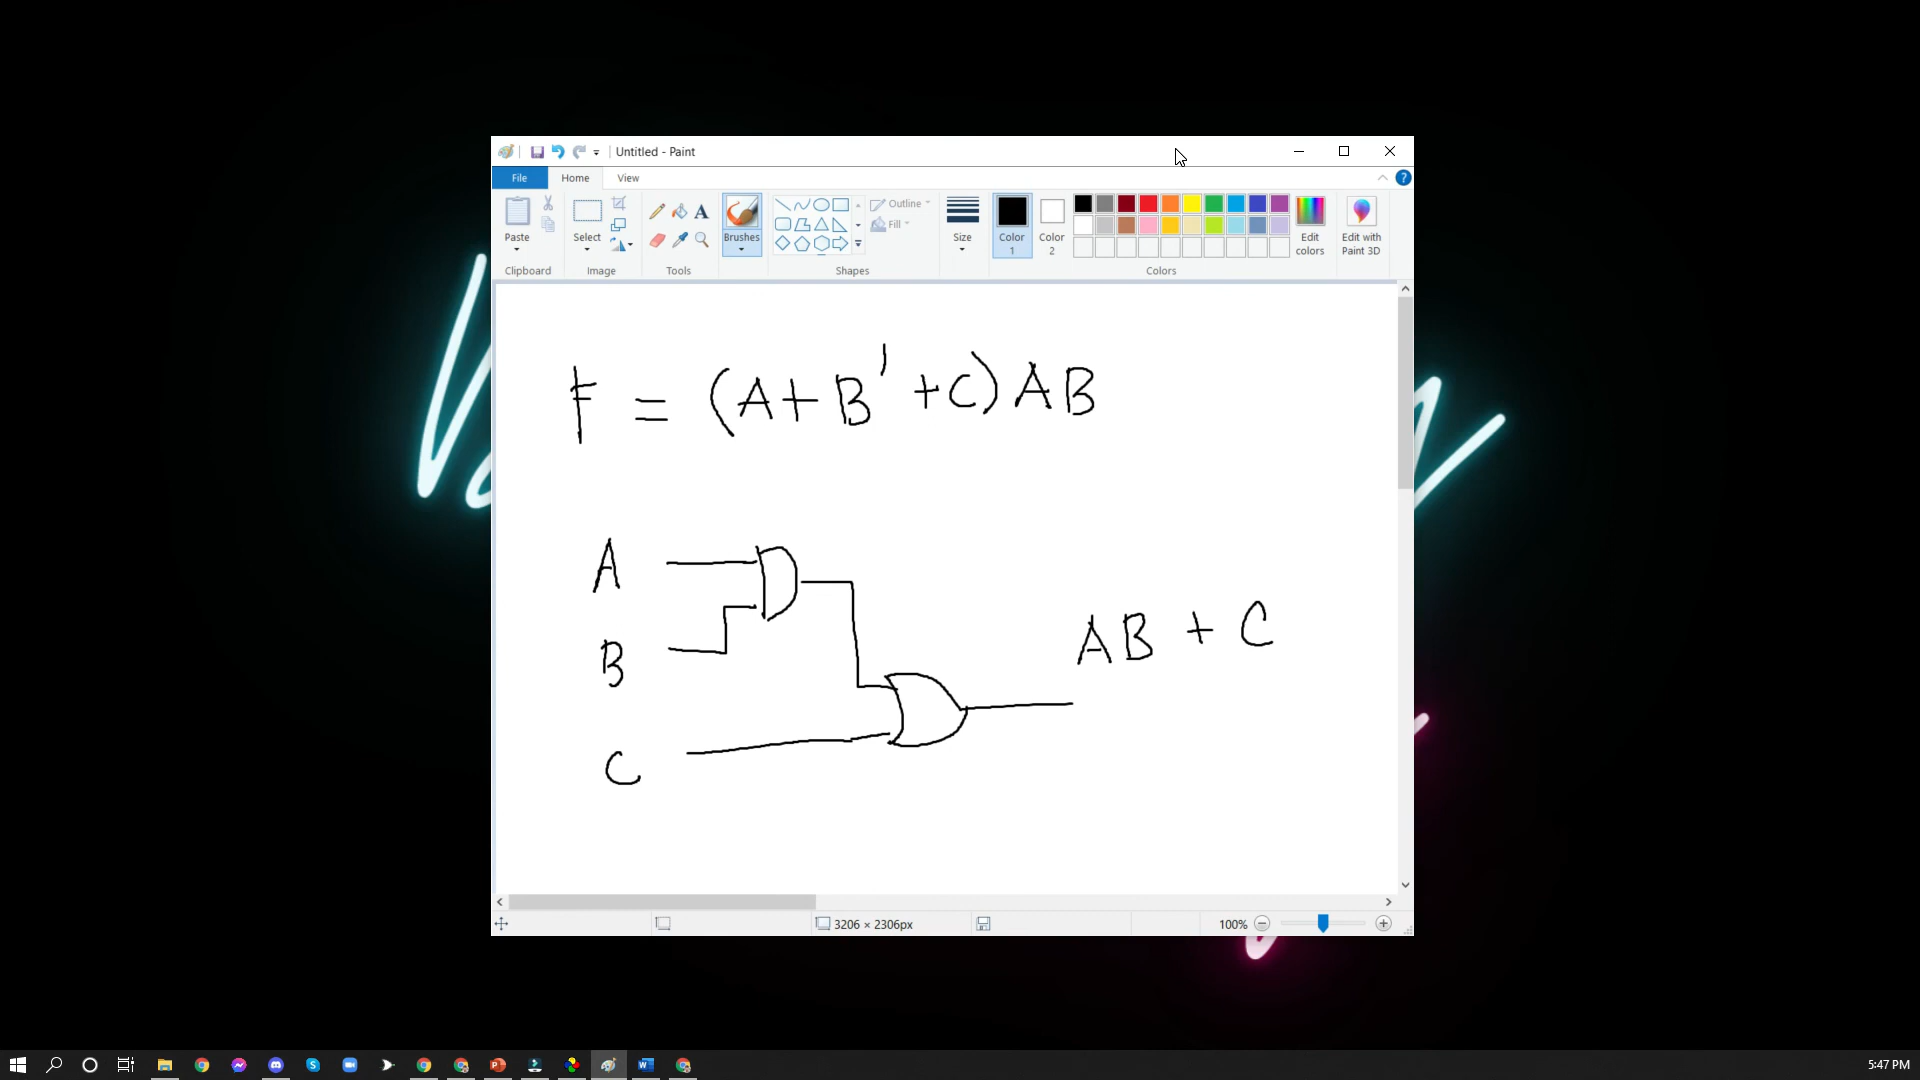 Untitled - Paint
File Home View
Paste Select Brushes Outline Fill Size Color 1 Color 2 Edit colors Edit with Paint 3D
Clipboard Image Tools Shapes Colors
F = (A+B'+C)AB
A
B
AB + C
C
3206 × 2306px 100%
5:47 PM